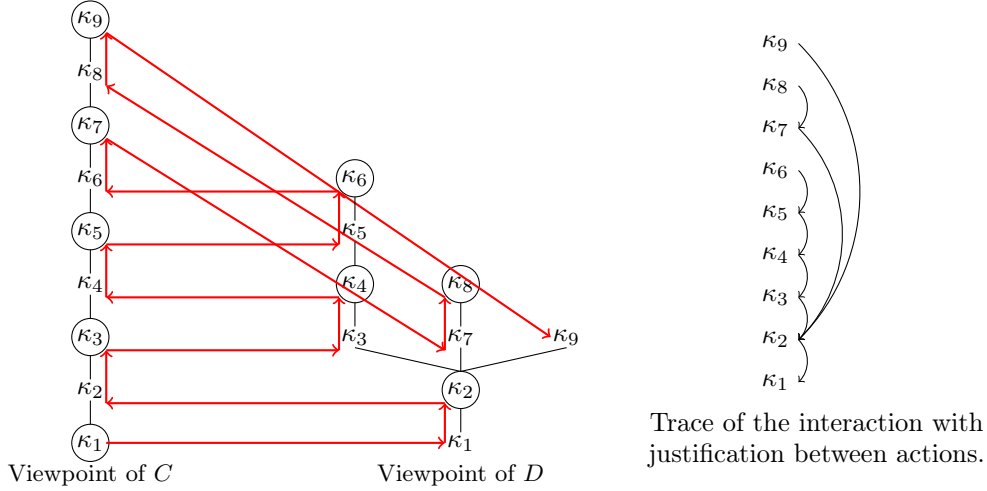 κ₉
κ₈
κ₇
κ₆
κ₅
κ₄
κ₃
κ₂
κ₁
Viewpoint of C
κ₆
κ₅
κ₄
κ₃
κ₈
κ₇
κ₉
κ₂
κ₁
Viewpoint of D
κ₉
κ₈
κ₇
κ₆
κ₅
κ₄
κ₃
κ₂
κ₁
Trace of the interaction with
justification between actions.